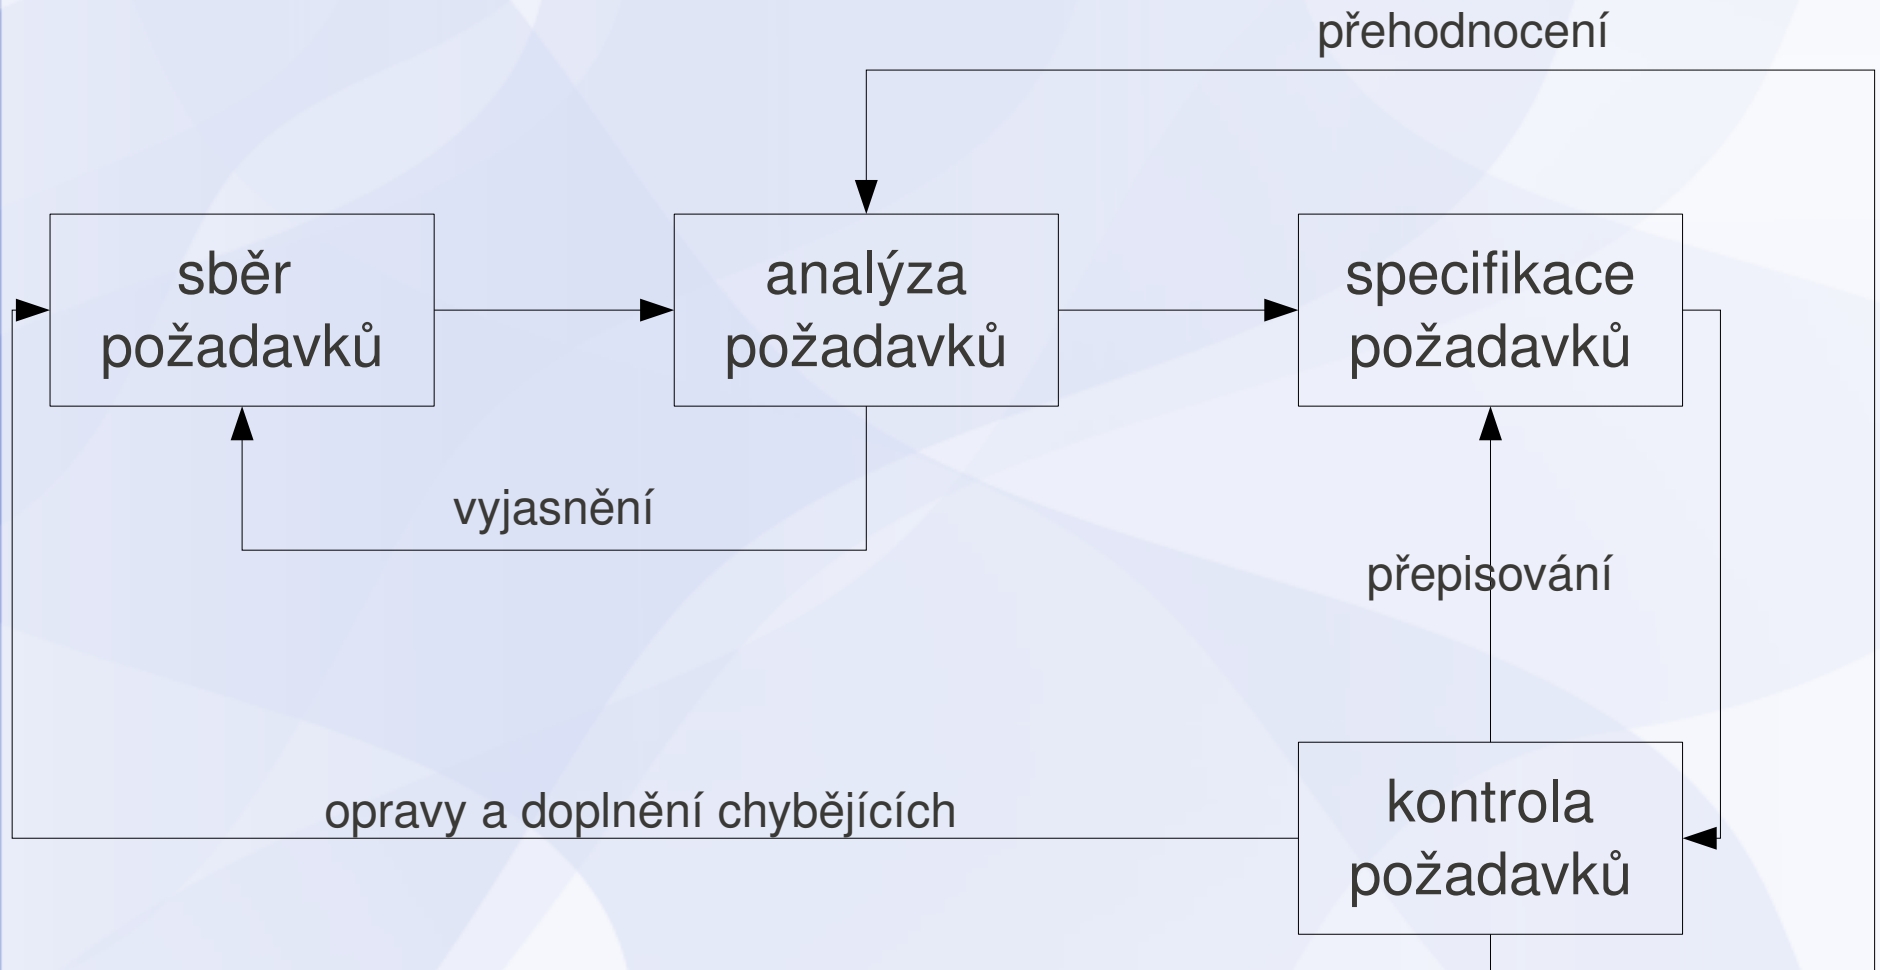 přehodnocení
sběr
požadavků
analýza
požadavků
specifikace
požadavků
vyjasnění
přepisování
opravy a doplnění chybějících
kontrola
požadavků